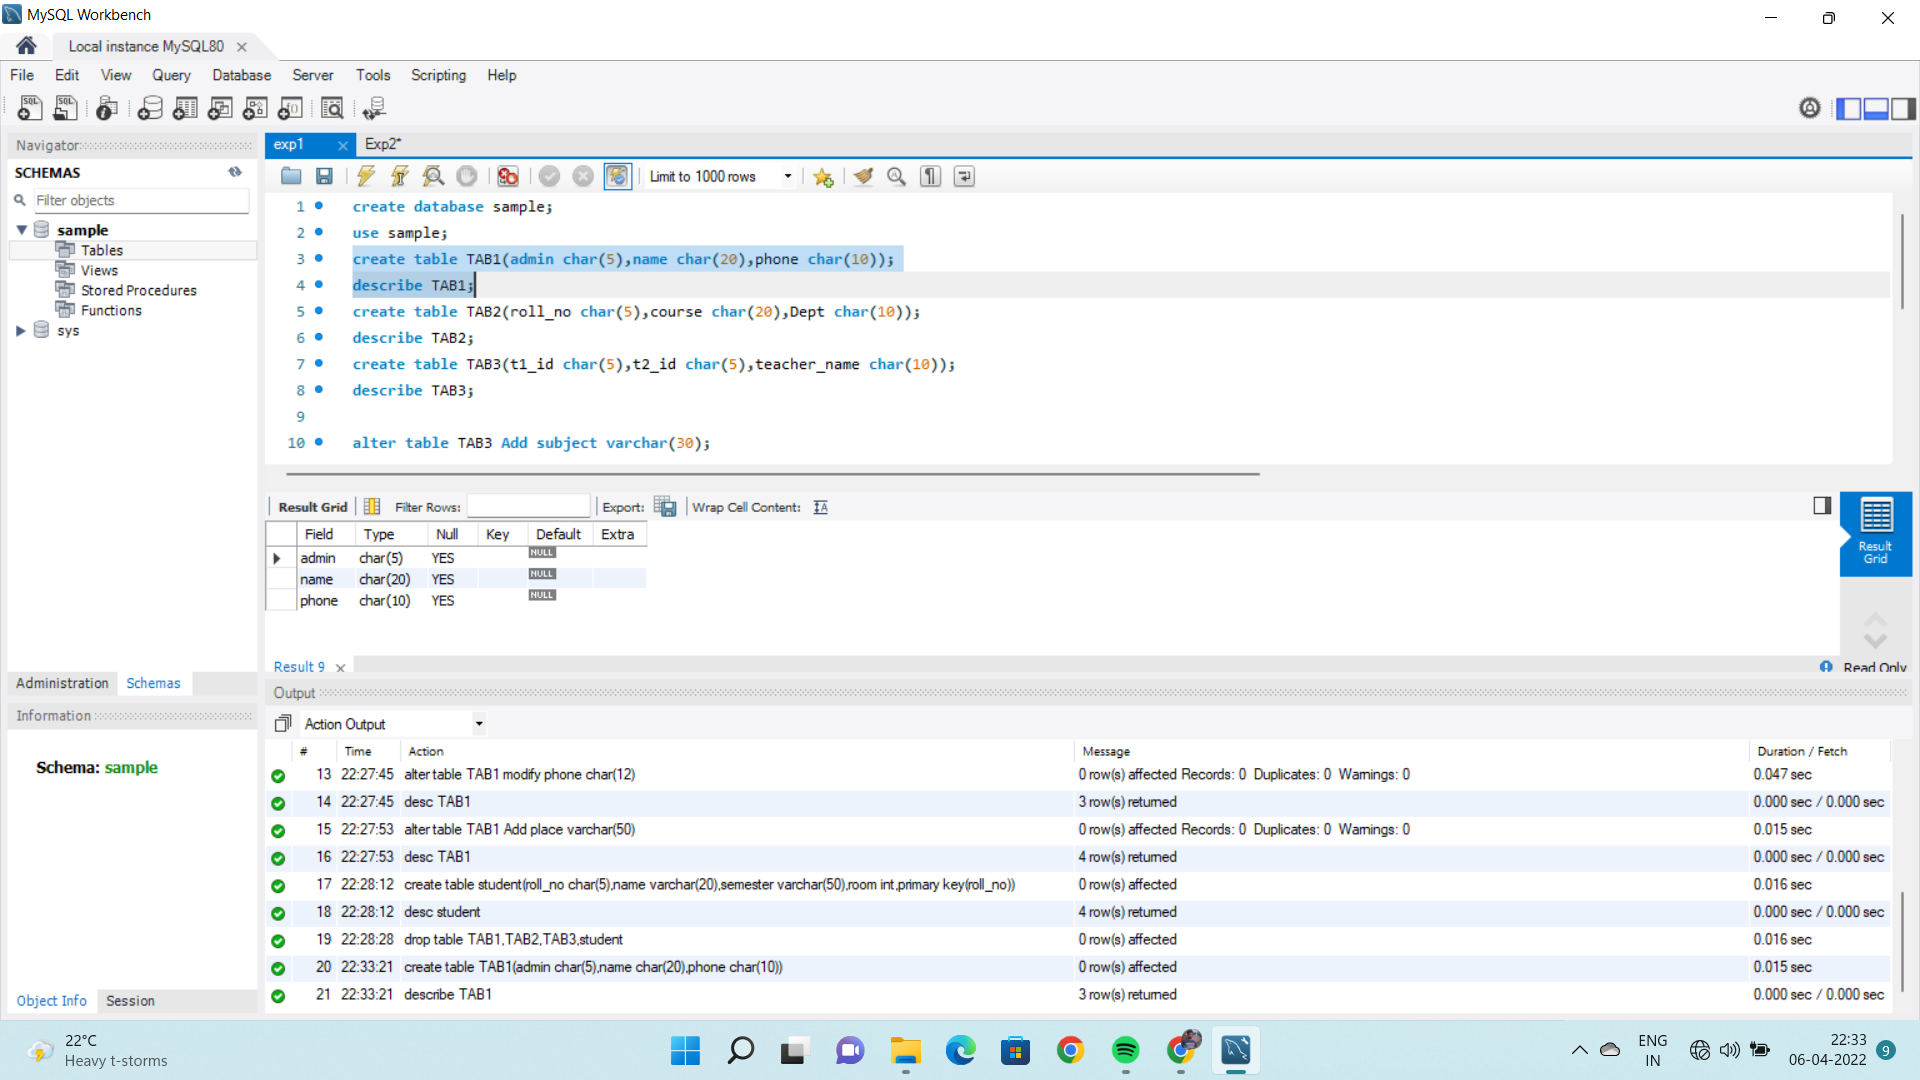 MySQL Workbench
Local instance MySQL80
File Edit View Query Database Server Tools Scripting Help
Navigator
SCHEMAS
Filter objects
sample
Tables
Views
Stored Procedures
Functions
sys
Administration Schemas
Information
Schema: sample
Object Info Session
exp1 Exp2*
Limit to 1000 rows
1 create database sample;
2 use sample;
3 create table TAB1(admin char(5),name char(20),phone char(10));
4 describe TAB1;
5 create table TAB2(roll_no char(5),course char(20),Dept char(10));
6 describe TAB2;
7 create table TAB3(t1_id char(5),t2_id char(5),teacher_name char(10));
8 describe TAB3;
9
10 alter table TAB3 Add subject varchar(30);
Result Grid Filter Rows: Export: Wrap Cell Content:
Field Type Null Key Default Extra
admin char(5) YES NULL
name char(20) YES NULL
phone char(10) YES NULL
Result Grid
Result 9
Read Only
Output
Action Output
# Time Action Message Duration / Fetch
13 22:27:45 alter table TAB1 modify phone char(12) 0 row(s) affected Records: 0 Duplicates: 0 Warnings: 0 0.047 sec
14 22:27:45 desc TAB1 3 row(s) returned 0.000 sec / 0.000 sec
15 22:27:53 alter table TAB1 Add place varchar(50) 0 row(s) affected Records: 0 Duplicates: 0 Warnings: 0 0.015 sec
16 22:27:53 desc TAB1 4 row(s) returned 0.000 sec / 0.000 sec
17 22:28:12 create table student(roll_no char(5),name varchar(20),semester varchar(50),room int,primary key(roll_no)) 0 row(s) affected 0.016 sec
18 22:28:12 desc student 4 row(s) returned 0.000 sec / 0.000 sec
19 22:28:28 drop table TAB1,TAB2,TAB3,student 0 row(s) affected 0.016 sec
20 22:33:21 create table TAB1(admin char(5),name char(20),phone char(10)) 0 row(s) affected 0.015 sec
21 22:33:21 describe TAB1 3 row(s) returned 0.000 sec / 0.000 sec
22°C
Heavy t-storms
ENG
IN
22:33
06-04-2022
9